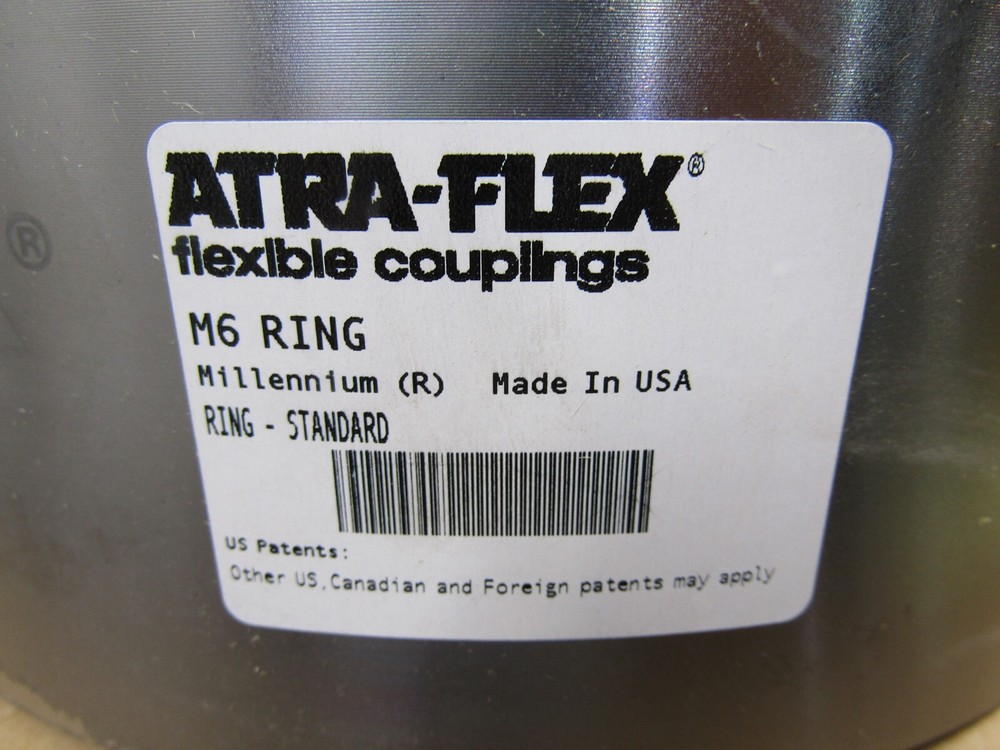 ATRA-FLEX®
flexible couplings
M6 RING
Millennium (R) Made In USA
RING - STANDARD
US Patents:
Other US,Canadian and Foreign patents may apply
®